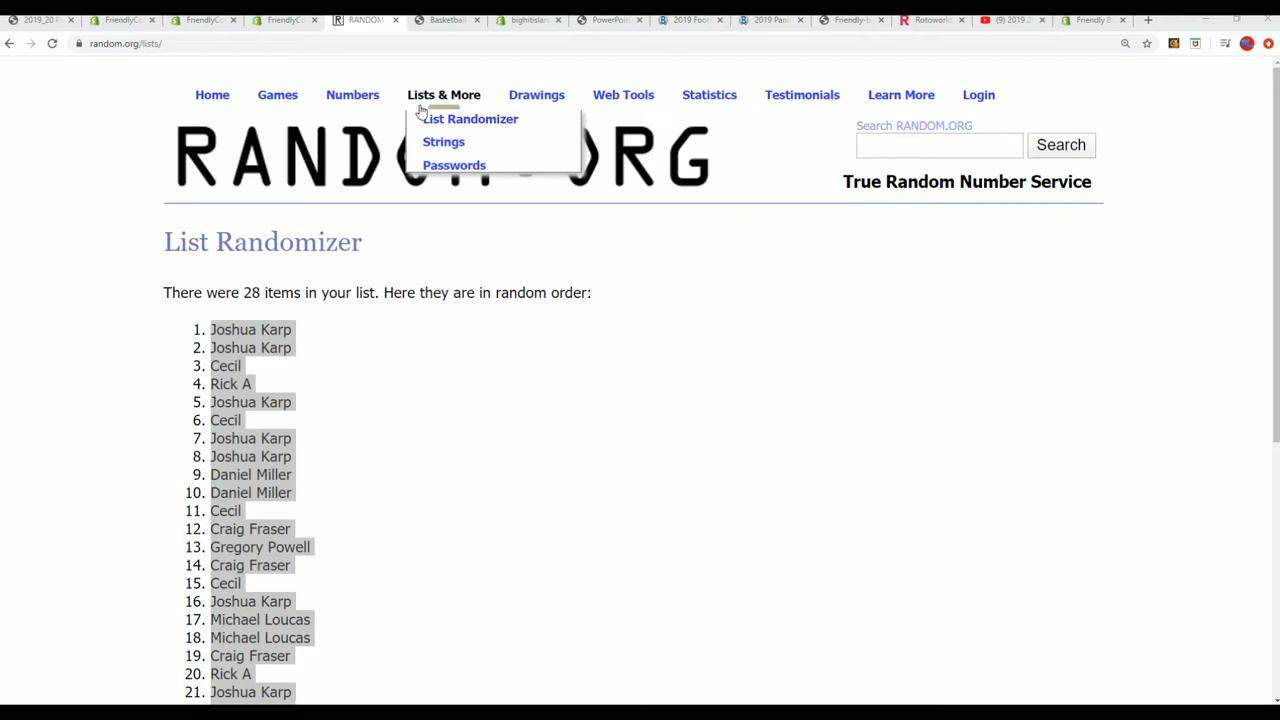 2019_20 P
FriendlyCo
FriendlyCo
FriendlyCo
RANDOM
Basketball
bighitislan
PowerPoin
2019 Foot
2019 Pani
Friendly-b
Rotoworld
(9) 2019 2
Friendly B
random.org/lists/
Home Games Numbers Lists & More Drawings Web Tools Statistics Testimonials Learn More Login
List Randomizer
Strings
Passwords
RANDOM.ORG
Search RANDOM.ORG
Search
True Random Number Service
List Randomizer
There were 28 items in your list. Here they are in random order:
1. Joshua Karp
2. Joshua Karp
3. Cecil
4. Rick A
5. Joshua Karp
6. Cecil
7. Joshua Karp
8. Joshua Karp
9. Daniel Miller
10. Daniel Miller
11. Cecil
12. Craig Fraser
13. Gregory Powell
14. Craig Fraser
15. Cecil
16. Joshua Karp
17. Michael Loucas
18. Michael Loucas
19. Craig Fraser
20. Rick A
21. Joshua Karp